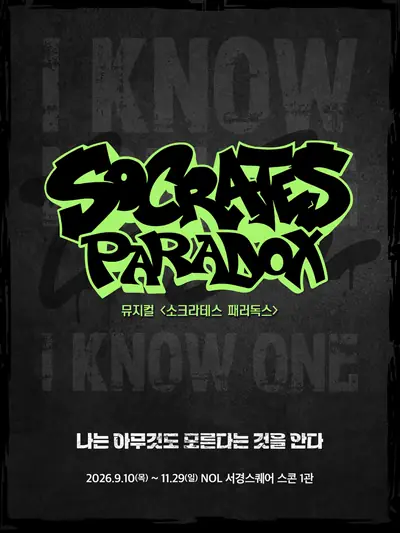 I KNOW
SOCRATES
PARADOX
뮤지컬 <소크라테스 패러독스>
I KNOW ONE
나는 아무것도 모른다는 것을 안다
2026.9.10(목) ~ 11.29(일) NOL 서경스퀘어 스콘 1관